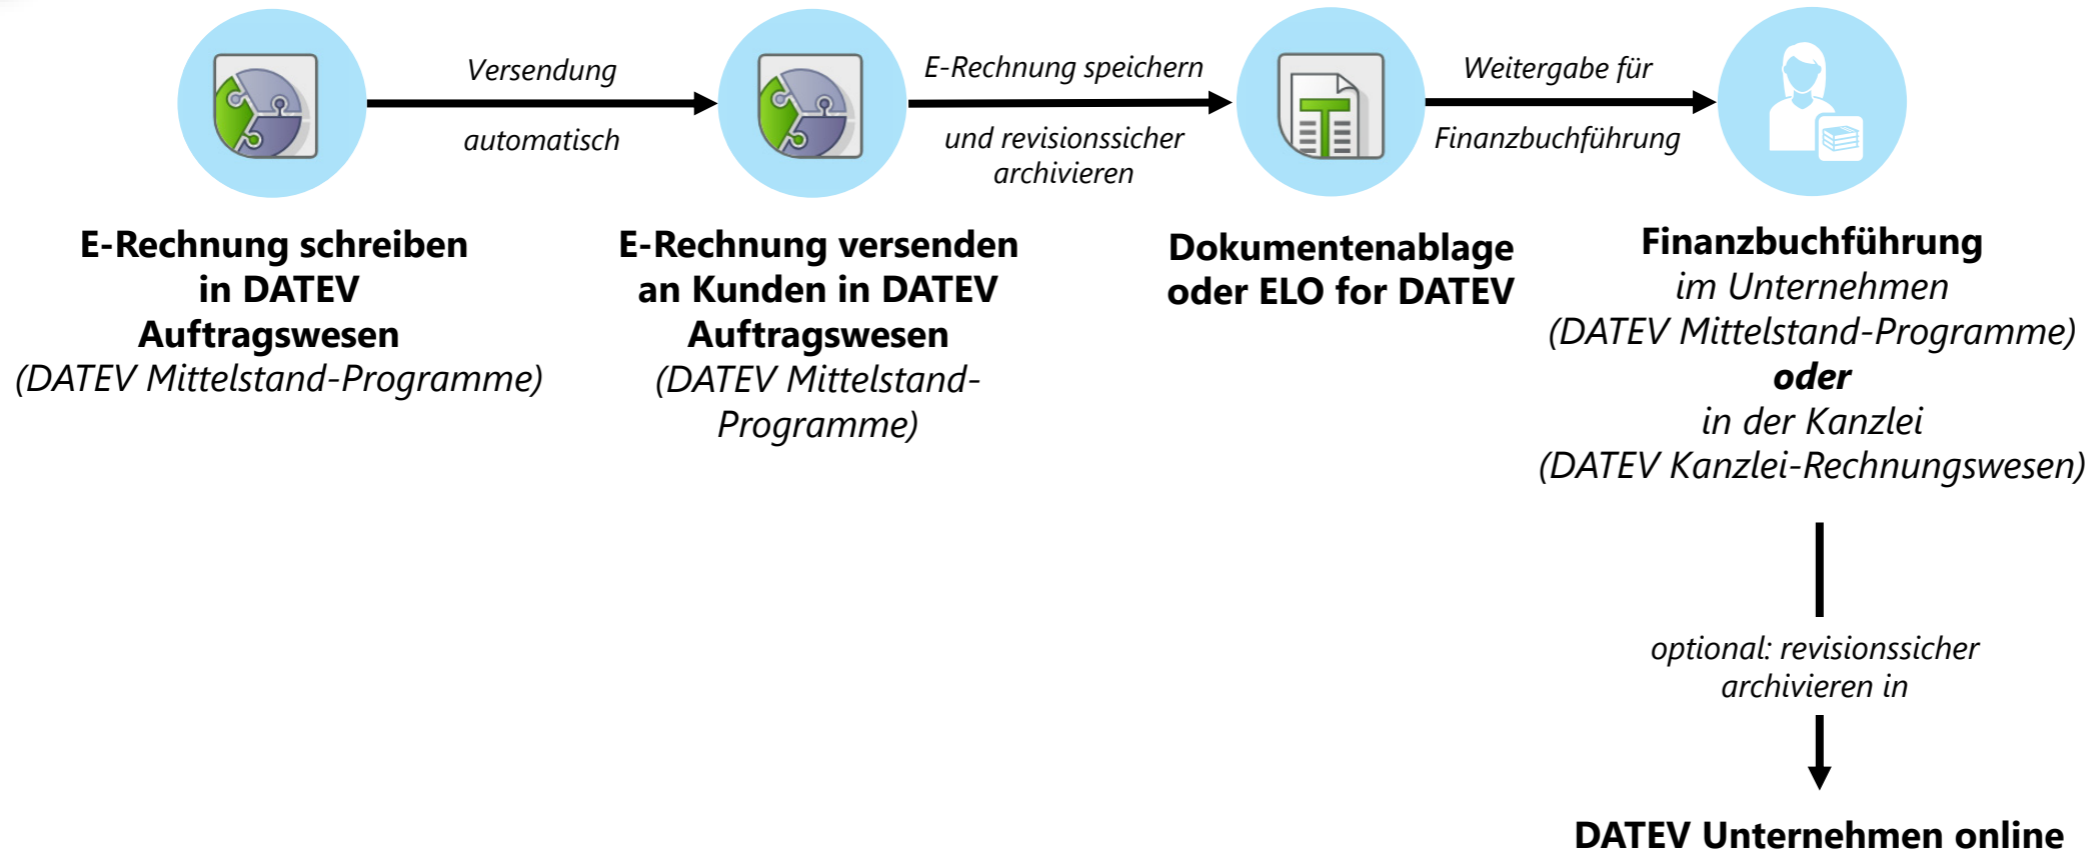 Versendung
automatisch
E-Rechnung speichern
und revisionssicher
archivieren
Weitergabe für
Finanzbuchführung
E-Rechnung schreiben
in DATEV
Auftragswesen
(DATEV Mittelstand-Programme)
E-Rechnung versenden
an Kunden in DATEV
Auftragswesen
(DATEV Mittelstand-
Programme)
Dokumentenablage
oder ELO for DATEV
Finanzbuchführung
im Unternehmen
(DATEV Mittelstand-Programme)
oder
in der Kanzlei
(DATEV Kanzlei-Rechnungswesen)
optional: revisionssicher
archivieren in
DATEV Unternehmen online